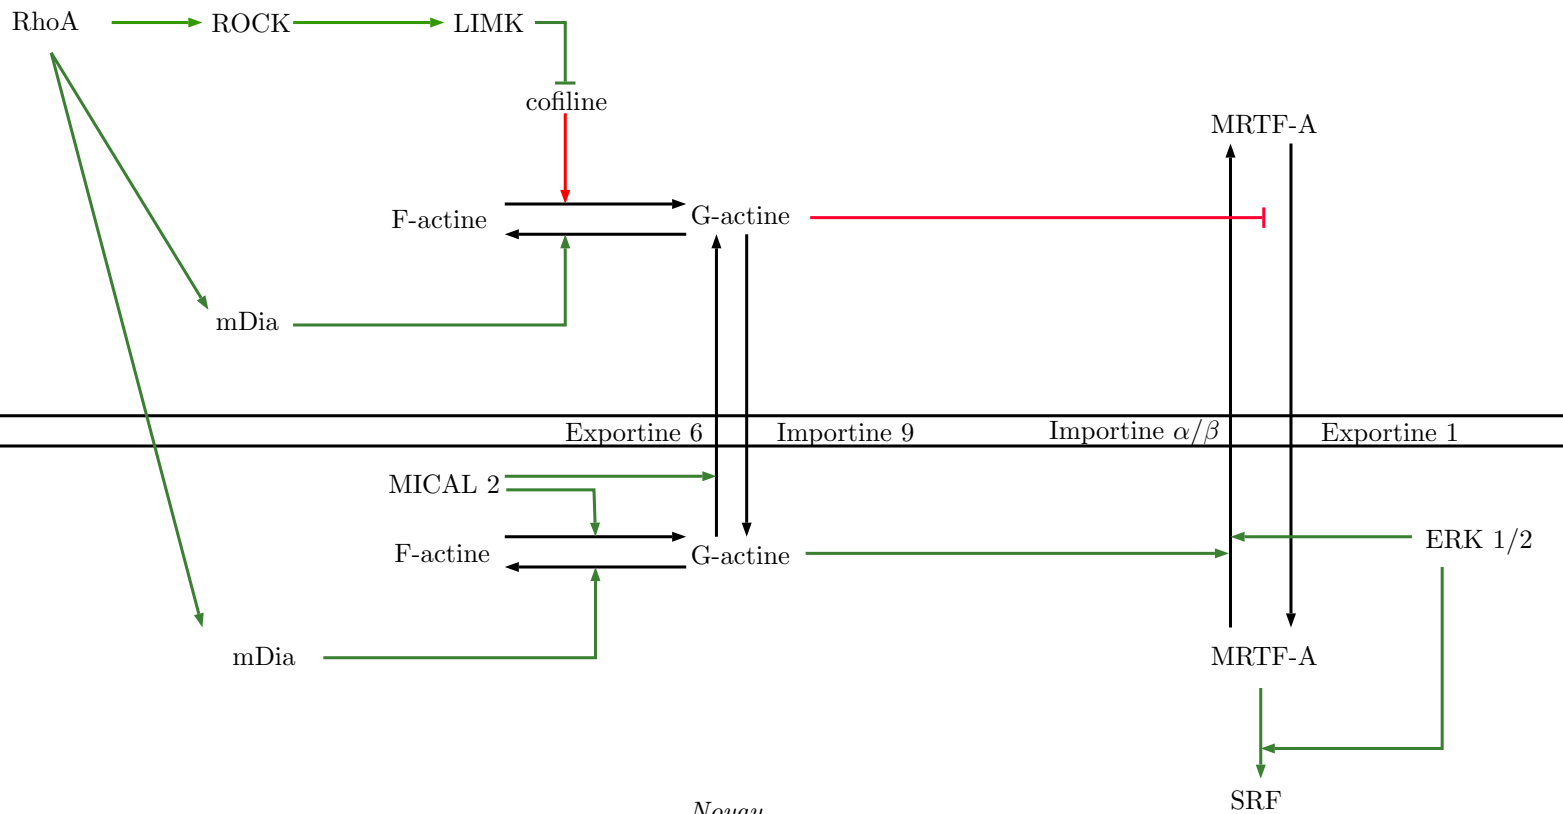 RhoA
ROCK
LIMK
cofiline
MRTF-A
F-actine
G-actine
mDia
Exportine 6
Importine 9
Importine α/β
Exportine 1
MICAL 2
F-actine
G-actine
ERK 1/2
mDia
MRTF-A
SRF
Noyau